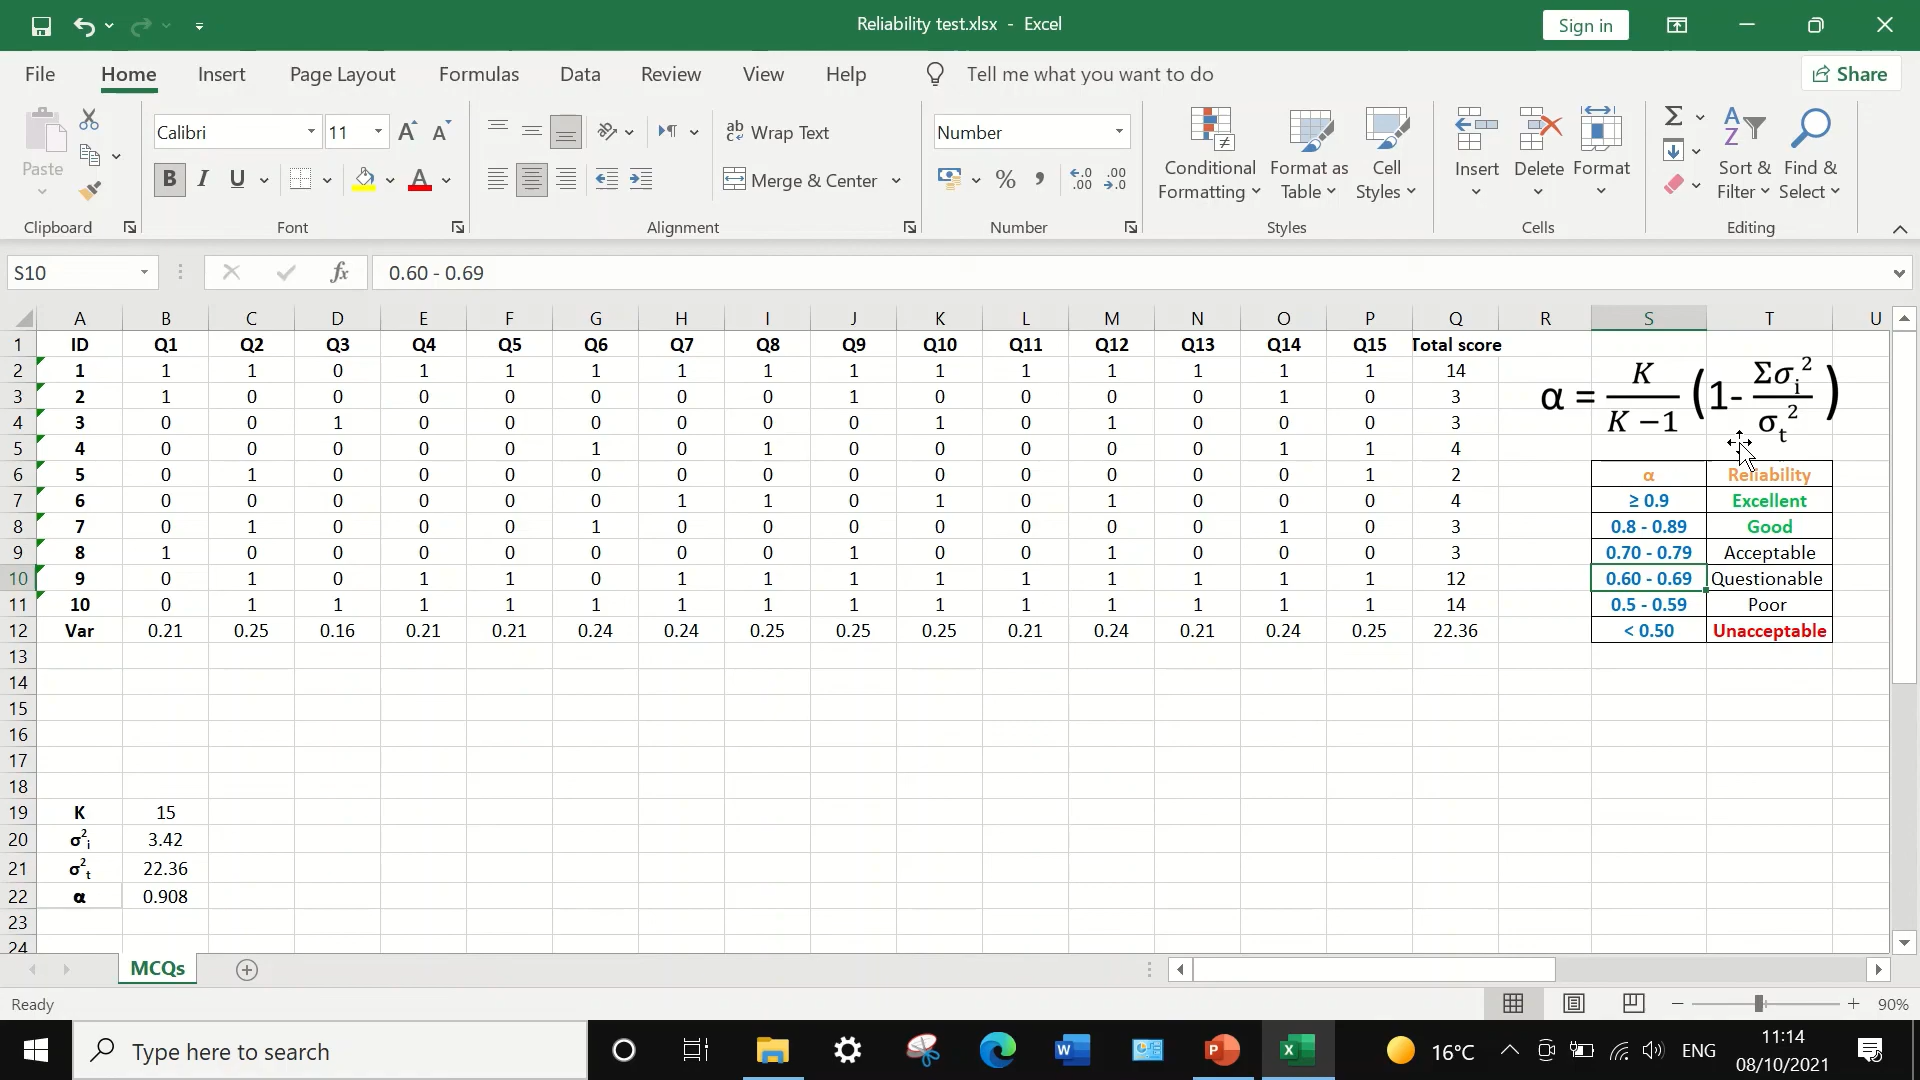 Reliability test.xlsx - Excel
Sign in
File Home Insert Page Layout Formulas Data Review View Help Tell me what you want to do Share
Calibri 11 Wrap Text Number
Paste B I U Merge & Center Conditional Formatting Format as Table Cell Styles Insert Delete Format Sort & Filter Find & Select
Clipboard Font Alignment Number Styles Cells Editing
S10 fx 0.60 - 0.69
A B C D E F G H I J K L M N O P Q R S T U
1 ID Q1 Q2 Q3 Q4 Q5 Q6 Q7 Q8 Q9 Q10 Q11 Q12 Q13 Q14 Q15 Total score
2 1 1 1 0 1 1 1 1 1 1 1 1 1 1 1 1 14
3 2 1 0 0 0 0 0 0 0 1 0 0 0 0 1 0 3
4 3 0 0 1 0 0 0 0 0 0 1 0 1 0 0 0 3
5 4 0 0 0 0 0 1 0 1 0 0 0 0 0 1 1 4
6 5 0 1 0 0 0 0 0 0 0 0 0 0 0 0 1 2
7 6 0 0 0 0 0 0 1 1 0 1 0 1 0 0 0 4
8 7 0 1 0 0 0 1 0 0 0 0 0 0 0 1 0 3
9 8 1 0 0 0 0 0 0 0 1 0 0 1 0 0 0 3
10 9 0 1 0 1 1 0 1 1 1 1 1 1 1 1 1 12
11 10 0 1 1 1 1 1 1 1 1 1 1 1 1 1 1 14
12 Var 0.21 0.25 0.16 0.21 0.21 0.24 0.24 0.25 0.25 0.25 0.21 0.24 0.21 0.24 0.25 22.36
α = K / K −1 (1- Σσi² / σt²)
α Reliability
≥ 0.9 Excellent
0.8 - 0.89 Good
0.70 - 0.79 Acceptable
0.60 - 0.69 Questionable
0.5 - 0.59 Poor
< 0.50 Unacceptable
13
14
15
16
17
18
19 K 15
20 σ²i 3.42
21 σ²t 22.36
22 α 0.908
23
24
MCQs
Ready 90%
Type here to search 16°C ENG 11:14
08/10/2021